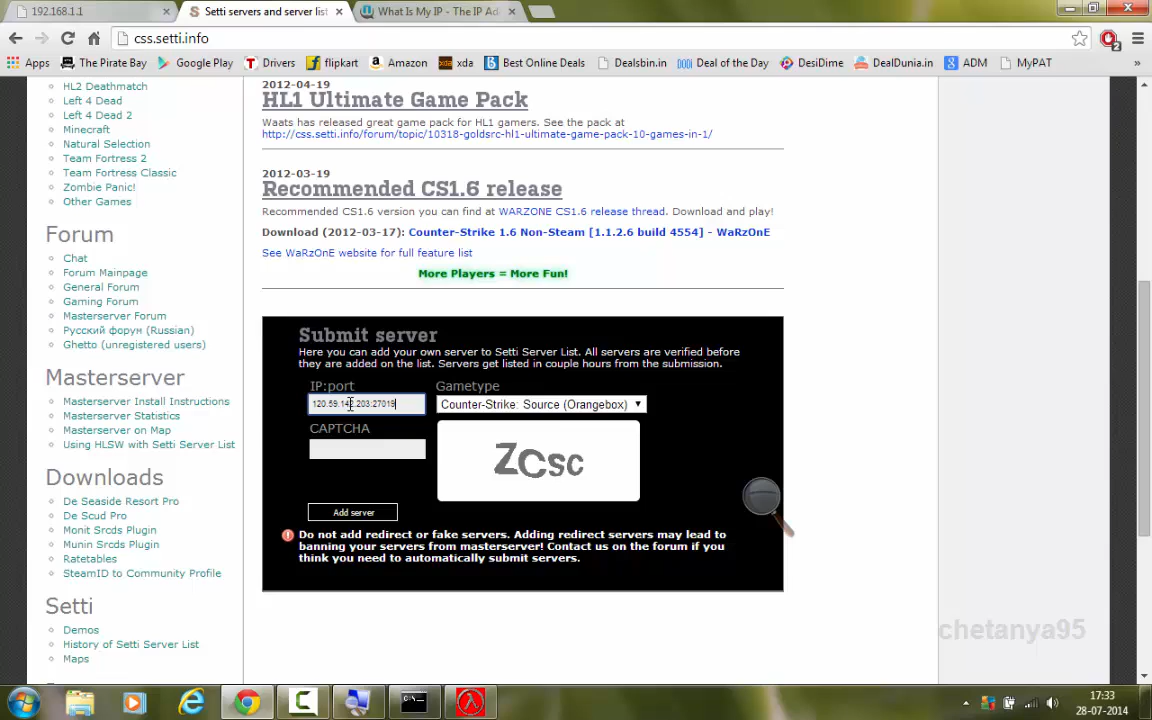 192.168.1.1
Setti servers and server list
What Is My IP - The IP Ad
css.setti.info
2
Apps
The Pirate Bay
Google Play
Drivers
flipkart
Amazon
xda
Best Online Deals
Dealsbin.in
Deal of the Day
DesiDime
DealDunia.in
ADM
MyPAT
»
HL2 Deathmatch
Left 4 Dead
Left 4 Dead 2
Minecraft
Natural Selection
Team Fortress 2
Team Fortress Classic
Zombie Panic!
Other Games
Forum
Chat
Forum Mainpage
General Forum
Gaming Forum
Masterserver Forum
Русский форум (Russian)
Ghetto (unregistered users)
Masterserver
Masterserver Install Instructions
Masterserver Statistics
Masterserver on Map
Using HLSW with Setti Server List
Downloads
De Seaside Resort Pro
De Scud Pro
Monit Srcds Plugin
Munin Srcds Plugin
Ratetables
SteamID to Community Profile
Setti
Demos
History of Setti Server List
Maps
2012-04-19
HL1 Ultimate Game Pack
Waats has released great game pack for HL1 gamers. See the pack at
http://css.setti.info/forum/topic/10318-goldsrc-hl1-ultimate-game-pack-10-games-in-1/
2012-03-19
Recommended CS1.6 release
Recommended CS1.6 version you can find at WARZONE CS1.6 release thread. Download and play!
Download (2012-03-17): Counter-Strike 1.6 Non-Steam [1.1.2.6 build 4554] - WaRzOnE
See WaRzOnE website for full feature list
More Players = More Fun!
Submit server
Here you can add your own server to Setti Server List. All servers are verified before
they are added on the list. Servers get listed in couple hours from the submission.
IP:port
Gametype
120.59.142.203:27015
Counter-Strike: Source (Orangebox)
CAPTCHA
ZCsc
Add server
Do not add redirect or fake servers. Adding redirect servers may lead to
banning your servers from masterserver! Contact us on the forum if you
think you need to automatically submit servers.
chetanya95
17:33
28-07-2014